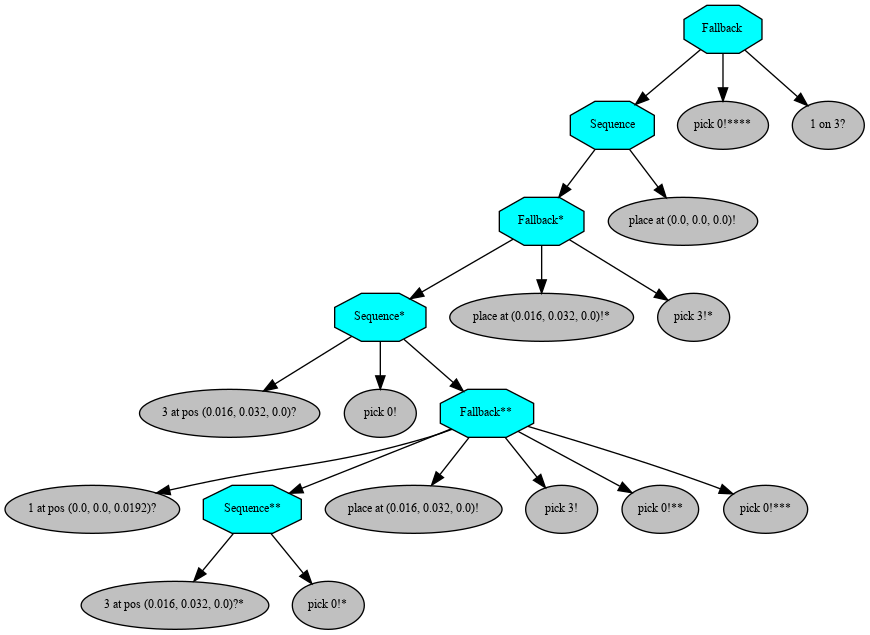 Fallback
Sequence
pick 0!****
1 on 3?
Fallback*
place at (0.0, 0.0, 0.0)!
Sequence*
place at (0.016, 0.032, 0.0)!*
pick 3!*
3 at pos (0.016, 0.032, 0.0)?
pick 0!
Fallback**
1 at pos (0.0, 0.0, 0.0192)?
Sequence**
place at (0.016, 0.032, 0.0)!
pick 3!
pick 0!**
pick 0!***
3 at pos (0.016, 0.032, 0.0)?*
pick 0!*